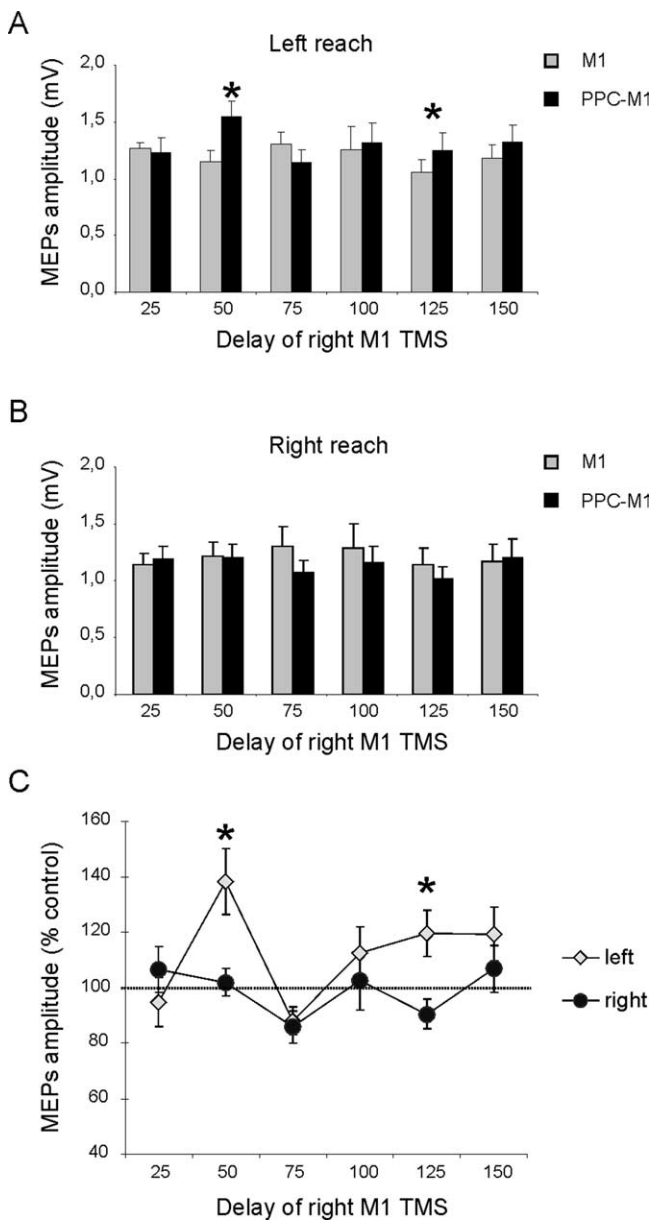 A
Left reach
M1
PPC-M1
MEPs amplitude (mV)
2,0
1,5
1,0
0,5
0,0
* *
25 50 75 100 125 150
Delay of right M1 TMS
B
Right reach
M1
PPC-M1
MEPs amplitude (mV)
2,0
1,5
1,0
0,5
0,0
25 50 75 100 125 150
Delay of right M1 TMS
C
MEPs amplitude (% control)
160
140
120
100
80
60
40
* *
left
right
25 50 75 100 125 150
Delay of right M1 TMS